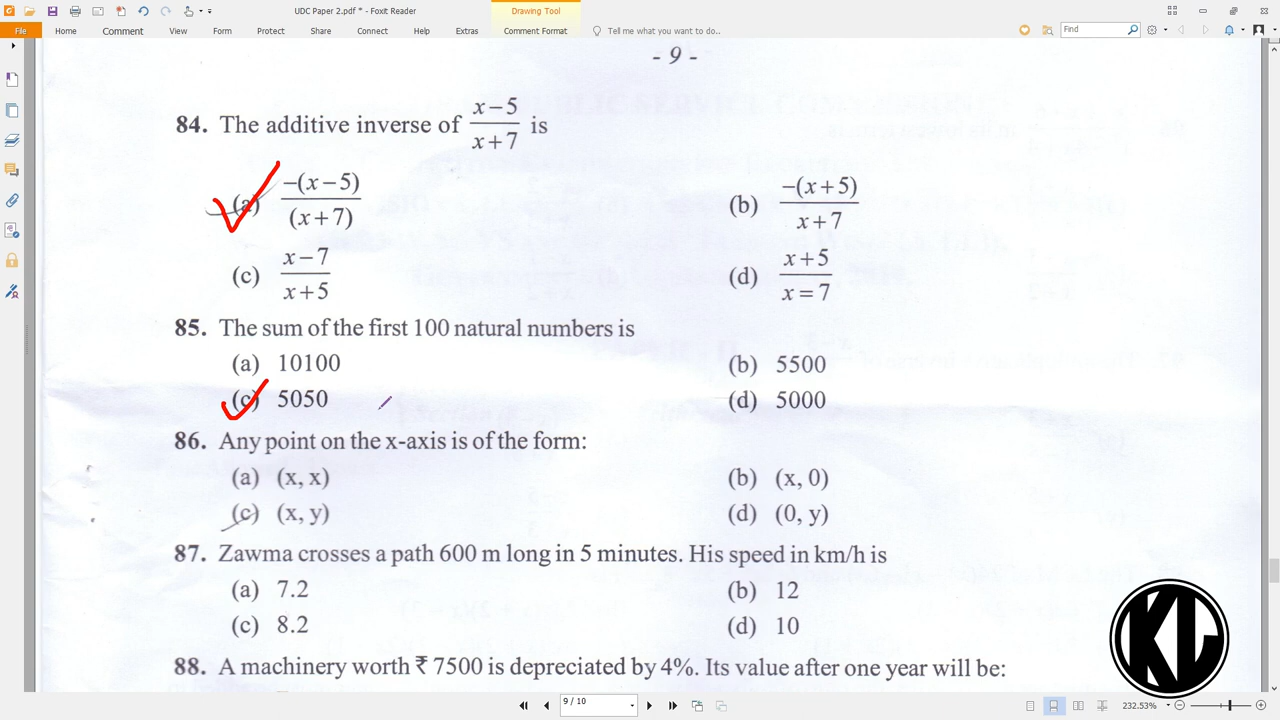 UDC Paper 2.pdf * - Foxit Reader
Drawing Tool
File Home Comment View Form Protect Share Connect Help Extras Comment Format Tell me what you want to do.. Find
- 9 -
84. The additive inverse of (x−5)/(x+7) is
(a) −(x−5)/(x+7) (b) −(x+5)/x+7
(c) x−7/x+5 (d) x+5/x=7
85. The sum of the first 100 natural numbers is
(a) 10100 (b) 5500
(c) 5050 (d) 5000
86. Any point on the x-axis is of the form:
(a) (x, x) (b) (x, 0)
(c) (x, y) (d) (0, y)
87. Zawma crosses a path 600 m long in 5 minutes. His speed in km/h is
(a) 7.2 (b) 12
(c) 8.2 (d) 10
88. A machinery worth ₹ 7500 is depreciated by 4%. Its value after one year will be:
KL
9 / 10
232.53%